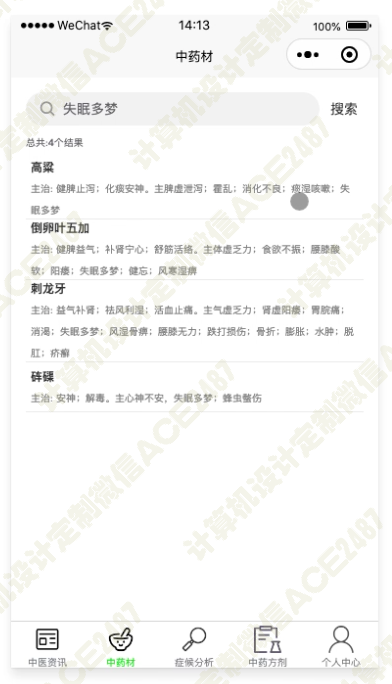 WeChat 14:13 100%
中药材
失眠多梦 搜索
总共:4个结果
高粱
主治: 健脾止泻；化痰安神。主脾虚泄泻；霍乱；消化不良；痰湿咳嗽；失
眠多梦
倒卵叶五加
主治: 健脾益气；补肾宁心；舒筋活络。主体虚乏力；食欲不振；腰膝酸
软；阳痿；失眠多梦；健忘；风寒湿痹
刺龙牙
主治: 益气补肾；祛风利湿；活血止痛。主气虚乏力；肾虚阳痿；胃脘痛；
消渴；失眠多梦；风湿骨痹；腰膝无力；跌打损伤；骨折；膨胀；水肿；脱
肛；疥癣
砗磲
主治: 安神；解毒。主心神不安，失眠多梦；蜂虫螫伤
中医资讯 中药材 症候分析 中药方剂 个人中心
计算机设计定制微信ACE2487